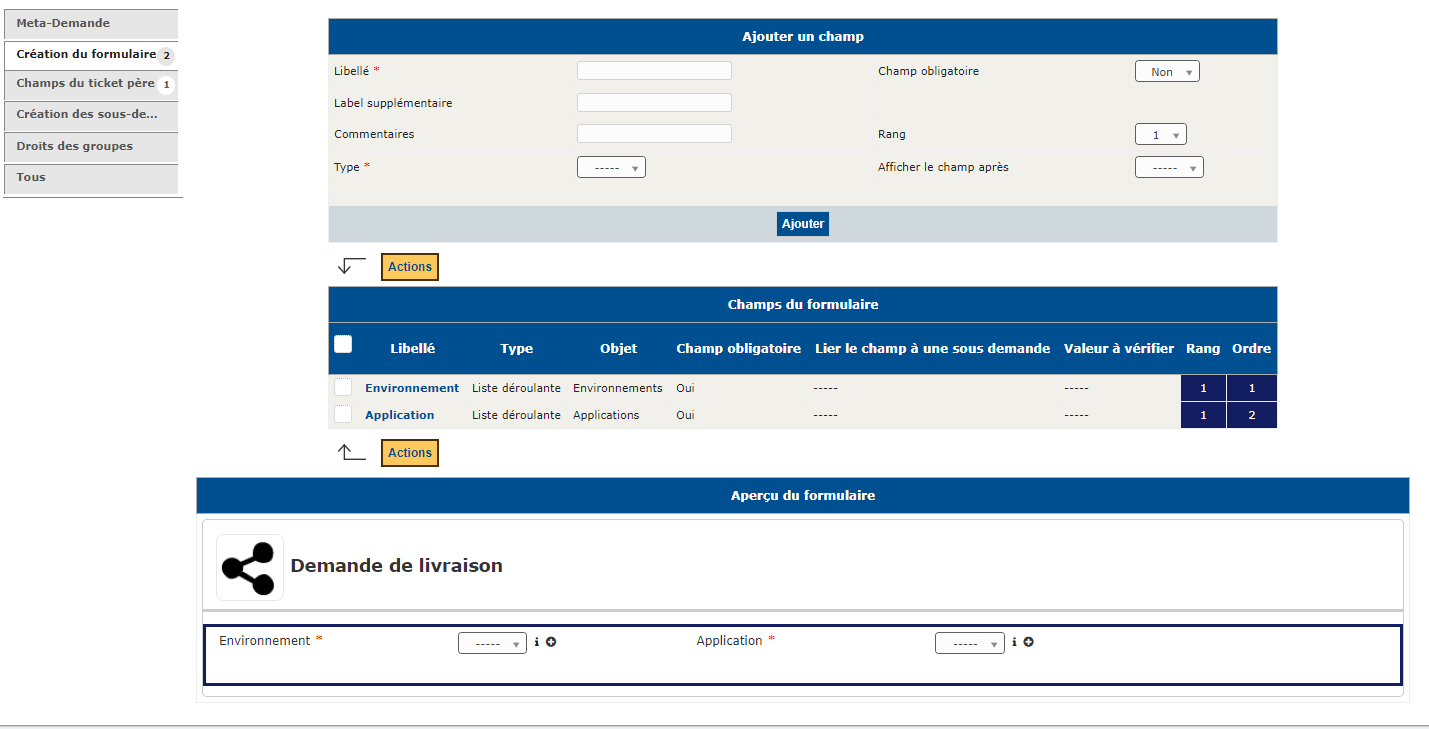 Meta-Demande
Création du formulaire 2
Champs du ticket père 1
Création des sous-de...
Droits des groupes
Tous
Ajouter un champ
Libellé * Champ obligatoire Non
Label supplémentaire
Commentaires Rang 1
Type * ----- Afficher le champ après -----
Ajouter
Actions
Champs du formulaire
Libellé Type Objet Champ obligatoire Lier le champ à une sous demande Valeur à vérifier Rang Ordre
Environnement Liste déroulante Environnements Oui ----- ----- 1 1
Application Liste déroulante Applications Oui ----- ----- 1 2
Actions
Aperçu du formulaire
Demande de livraison
Environnement * ----- Application * -----